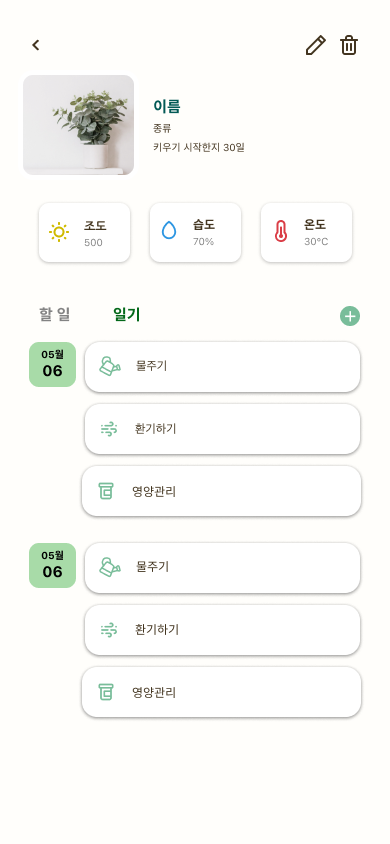 이름
종류
키우기 시작한지 30일
조도
500
습도
70%
온도
30°C
할 일 일기
05월
06
물주기
환기하기
영양관리
05월
06
물주기
환기하기
영양관리